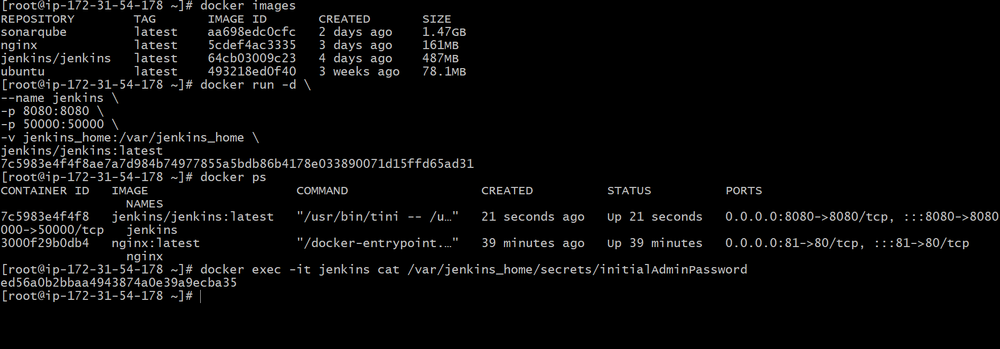 [root@ip-172-31-54-178 ~]# docker images
REPOSITORY        TAG       IMAGE ID       CREATED       SIZE
sonarqube         latest    aa698edc0cfc   2 days ago    1.47GB
nginx             latest    5cdef4ac3335   3 days ago    161MB
jenkins/jenkins   latest    64cb03009c23   4 days ago    487MB
ubuntu            latest    493218ed0f40   3 weeks ago   78.1MB
[root@ip-172-31-54-178 ~]# docker run -d \
--name jenkins \
-p 8080:8080 \
-p 50000:50000 \
-v jenkins_home:/var/jenkins_home \
jenkins/jenkins:latest
7c5983e4f4f8ae7a7d984b74977855a5bdb86b4178e033890071d15ffd65ad31
[root@ip-172-31-54-178 ~]# docker ps
CONTAINER ID   IMAGE                    COMMAND                  CREATED          STATUS          PORTS
                 NAMES
7c5983e4f4f8   jenkins/jenkins:latest   "/usr/bin/tini -- /u…"   21 seconds ago   Up 21 seconds   0.0.0.0:8080->8080/tcp, :::8080->8080
000->50000/tcp   jenkins
3000f29b0db4   nginx:latest             "/docker-entrypoint.…"   39 minutes ago   Up 39 minutes   0.0.0.0:81->80/tcp, :::81->80/tcp
                 nginx
[root@ip-172-31-54-178 ~]# docker exec -it jenkins cat /var/jenkins_home/secrets/initialAdminPassword
ed56a0b2bbaa4943874a0e39a9ecba35
[root@ip-172-31-54-178 ~]#